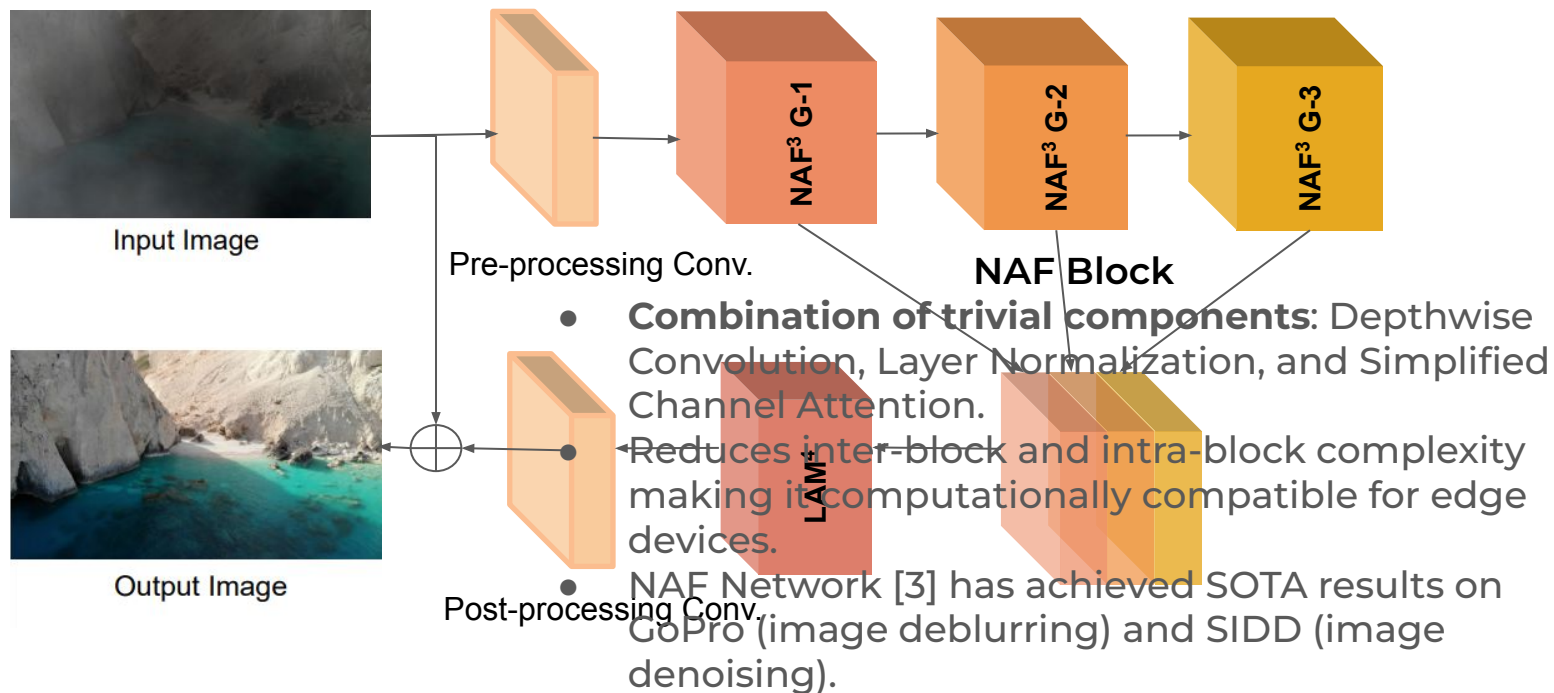 NAF³ G-1
NAF³ G-2
NAF³ G-3
Input Image
Pre-processing Conv.
NAF Block
● Combination of trivial components: Depthwise
Convolution, Layer Normalization, and Simplified
Channel Attention.
● Reduces inter-block and intra-block complexity
making it computationally compatible for edge
devices.
● NAF Network [3] has achieved SOTA results on
GoPro (image deblurring) and SIDD (image
denoising).
LAM⁴
Output Image
Post-processing Conv.